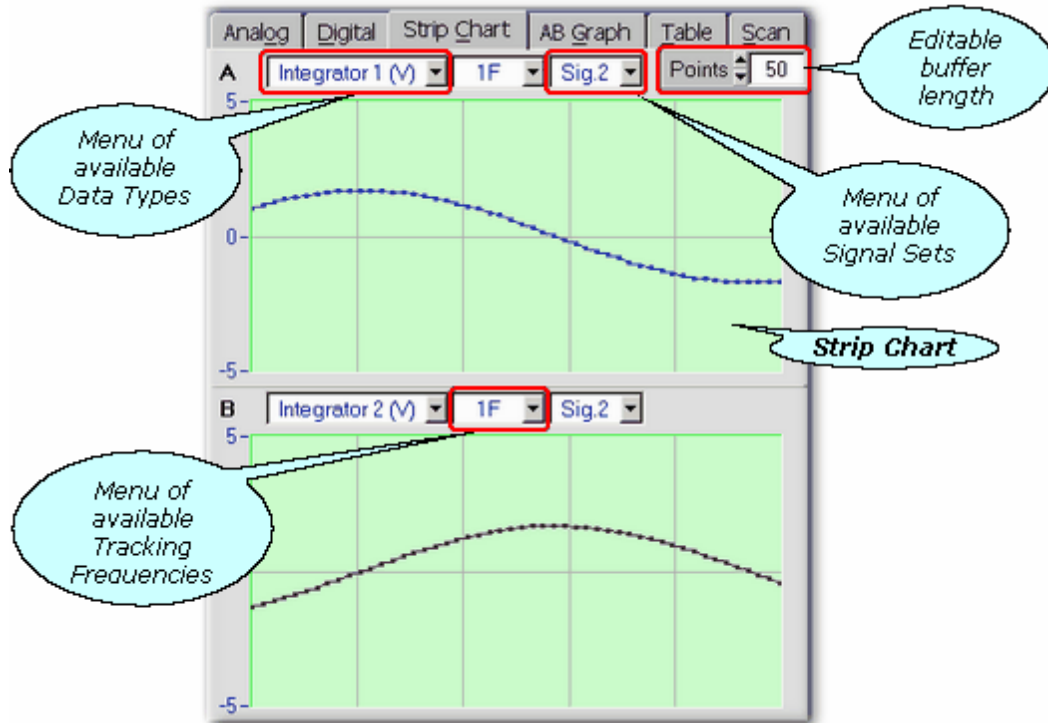 Analog Digital Strip Chart AB Graph Table Scan
A Integrator 1 (V) 1F Sig.2 Points 50
Editable
buffer
length
5
Menu of
available
Data Types
0
Menu of
available
Signal Sets
Strip Chart
-5
B Integrator 2 (V) 1F Sig.2
5
Menu of
available
Tracking
Frequencies
-5